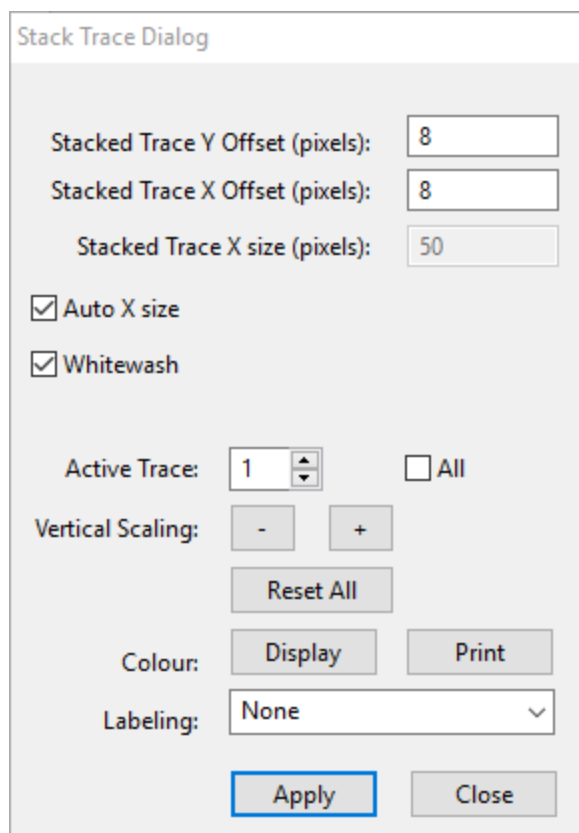 Stack Trace Dialog
Stacked Trace Y Offset (pixels): 8
Stacked Trace X Offset (pixels): 8
Stacked Trace X size (pixels): 50
Auto X size
Whitewash
Active Trace: 1 All
Vertical Scaling: - +
Reset All
Colour: Display Print
Labeling: None
Apply Close